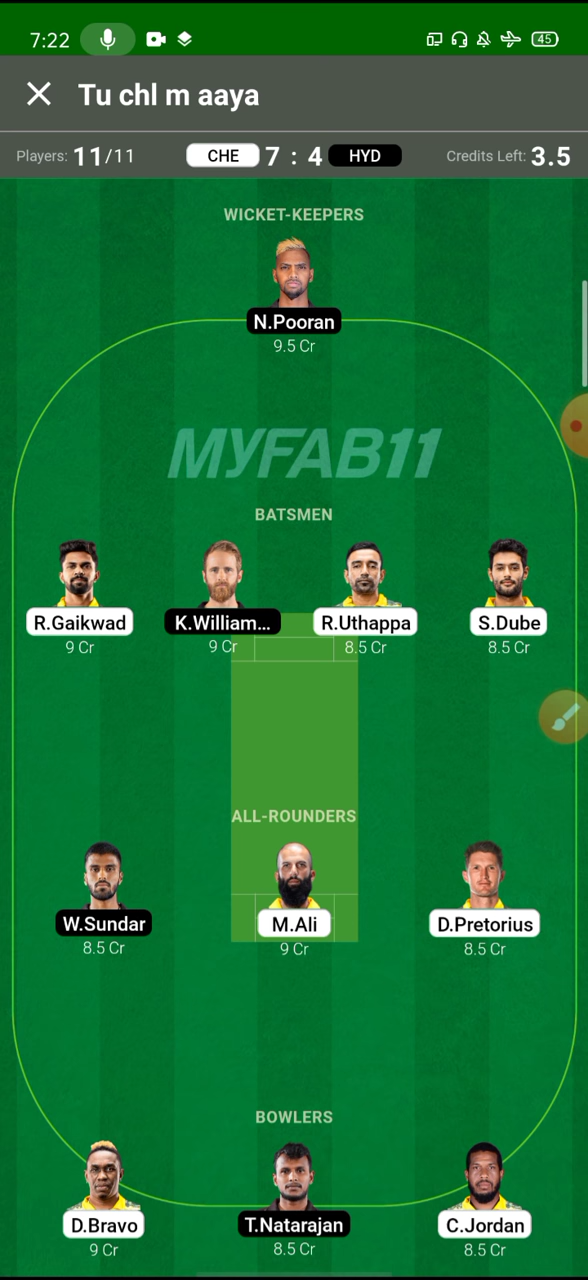 7:22
45
Tu chl m aaya
Players: 11/11 CHE 7 : 4 HYD Credits Left: 3.5
WICKET-KEEPERS
N.Pooran
9.5 Cr
MYFAB11
BATSMEN
R.Gaikwad K.William... R.Uthappa S.Dube
9 Cr 9 Cr 8.5 Cr 8.5 Cr
ALL-ROUNDERS
W.Sundar M.Ali D.Pretorius
8.5 Cr 9 Cr 8.5 Cr
BOWLERS
D.Bravo T.Natarajan C.Jordan
9 Cr 8.5 Cr 8.5 Cr